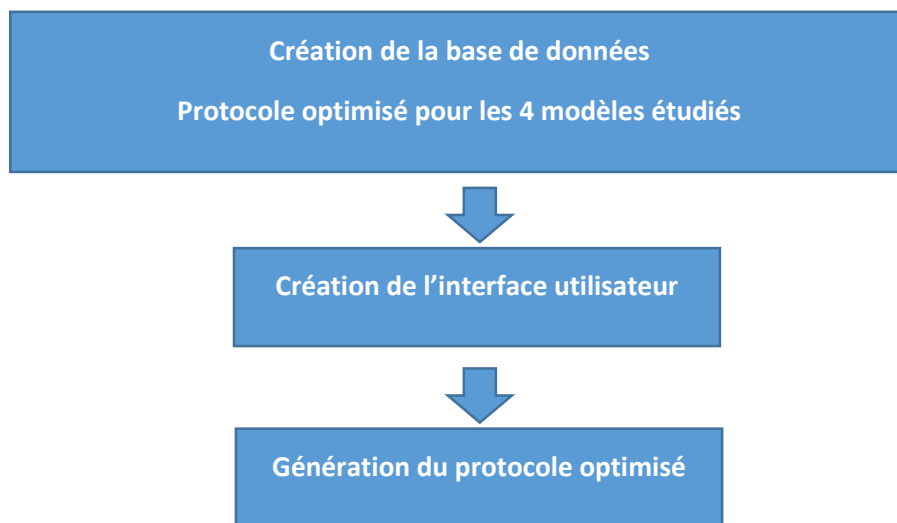 Création de la base de données
Protocole optimisé pour les 4 modèles étudiés
Création de l’interface utilisateur
Génération du protocole optimisé